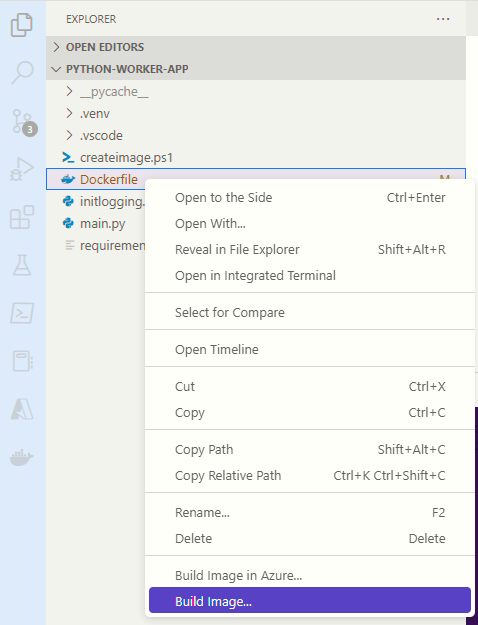 EXPLORER ...
OPEN EDITORS
PYTHON-WORKER-APP
__pycache__
.venv
3
.vscode
createimage.ps1
Dockerfile M
Open to the Side Ctrl+Enter
initlogging.
Open With...
main.py
Reveal in File Explorer Shift+Alt+R
requiremen
Open in Integrated Terminal
Select for Compare
Open Timeline
Cut Ctrl+X
Copy Ctrl+C
Copy Path Shift+Alt+C
Copy Relative Path Ctrl+K Ctrl+Shift+C
Rename... F2
Delete Delete
Build Image in Azure...
Build Image...